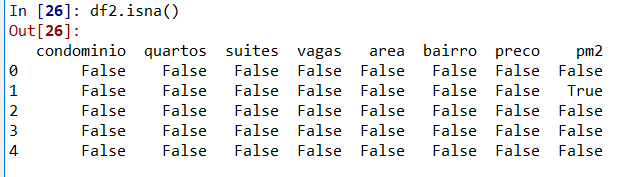 In [26]: df2.isna()
Out[26]:
   condominio  quartos  suites  vagas   area  bairro  preco    pm2
0       False    False   False  False  False   False  False  False
1       False    False   False  False  False   False  False   True
2       False    False   False  False  False   False  False  False
3       False    False   False  False  False   False  False  False
4       False    False   False  False  False   False  False  False